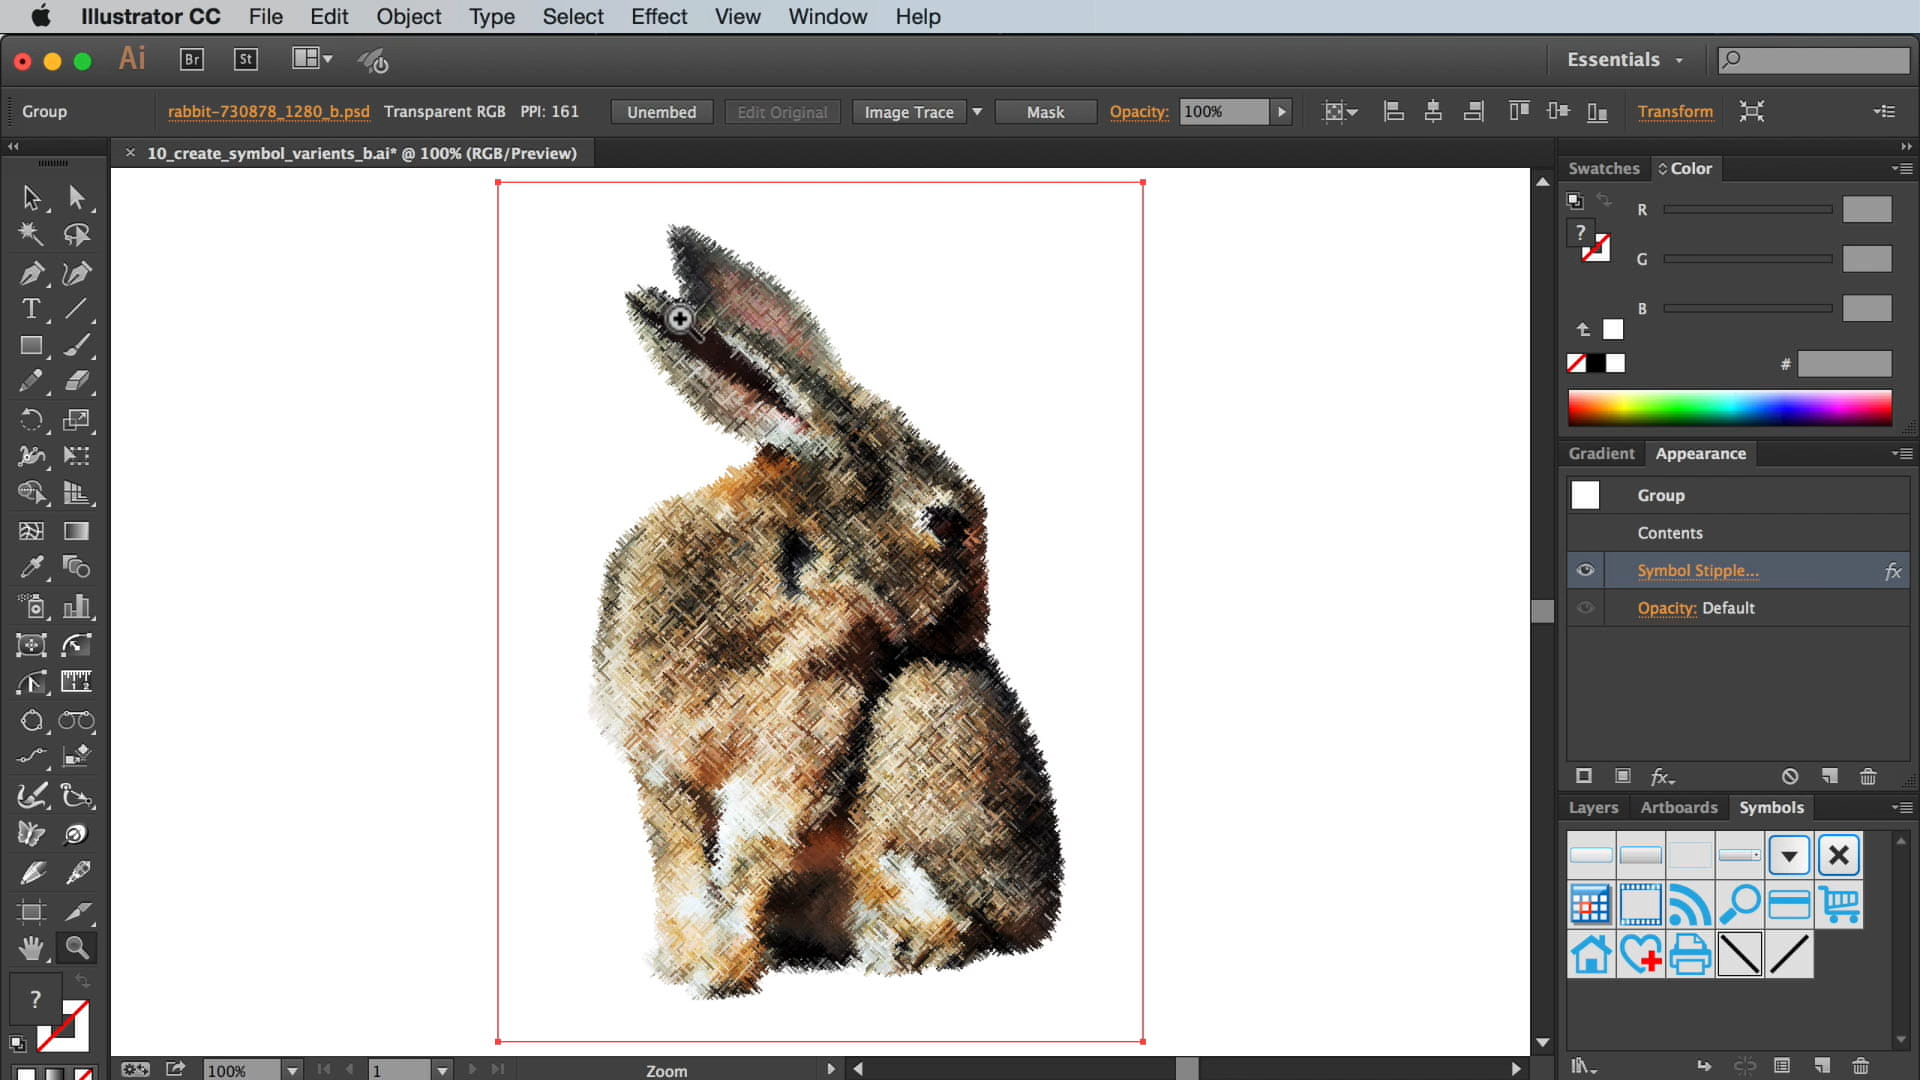 Illustrator CC File Edit Object Type Select Effect View Window Help
Ai Br St Essentials
Group rabbit-730878_1280_b.psd Transparent RGB PPI: 161 Unembed Edit Original Image Trace Mask Opacity: 100% Transform
× 10_create_symbol_varients_b.ai* @ 100% (RGB/Preview)
Swatches Color
R
?
G
B
#
Gradient Appearance
Group
Contents
Symbol Stipple... fx
Opacity: Default
fx
Layers Artboards Symbols
T
?
100% 1 Zoom